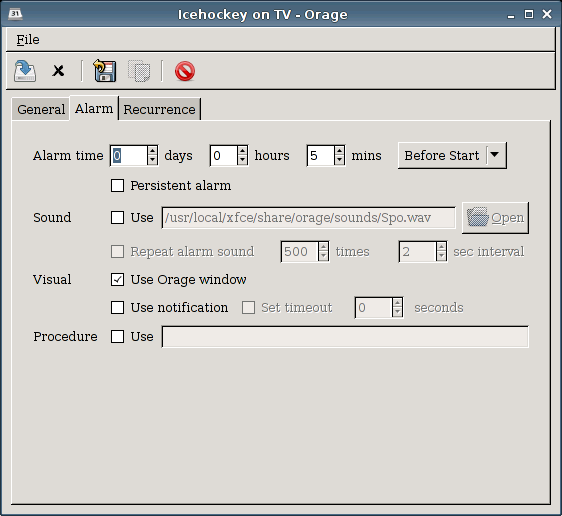 Icehockey on TV - Orage
File
General Alarm Recurrence
Alarm time 0 days 0 hours 5 mins Before Start
Persistent alarm
Sound Use /usr/local/xfce/share/orage/sounds/Spo.wav Open
Repeat alarm sound 500 times 2 sec interval
Visual Use Orage window
Use notification Set timeout 0 seconds
Procedure Use